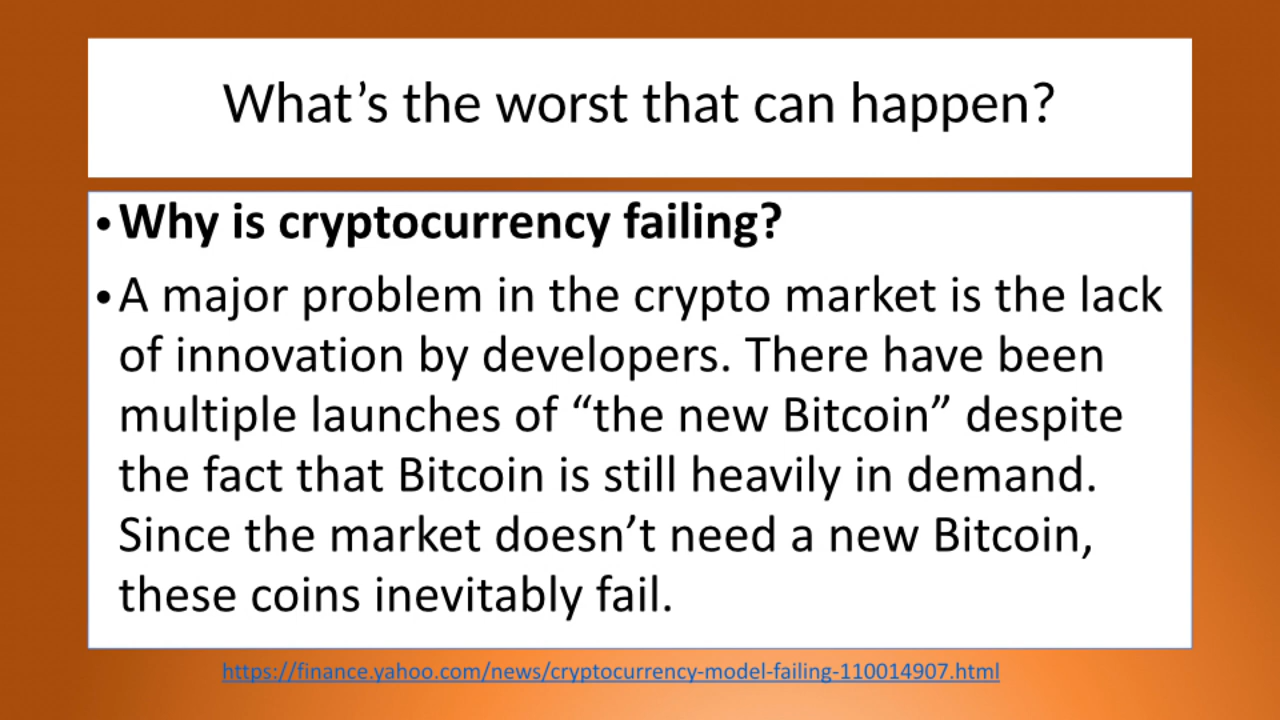 What’s the worst that can happen?
•Why is cryptocurrency failing?
•A major problem in the crypto market is the lack
of innovation by developers. There have been
multiple launches of “the new Bitcoin” despite
the fact that Bitcoin is still heavily in demand.
Since the market doesn’t need a new Bitcoin,
these coins inevitably fail.
https://finance.yahoo.com/news/cryptocurrency-model-failing-110014907.html